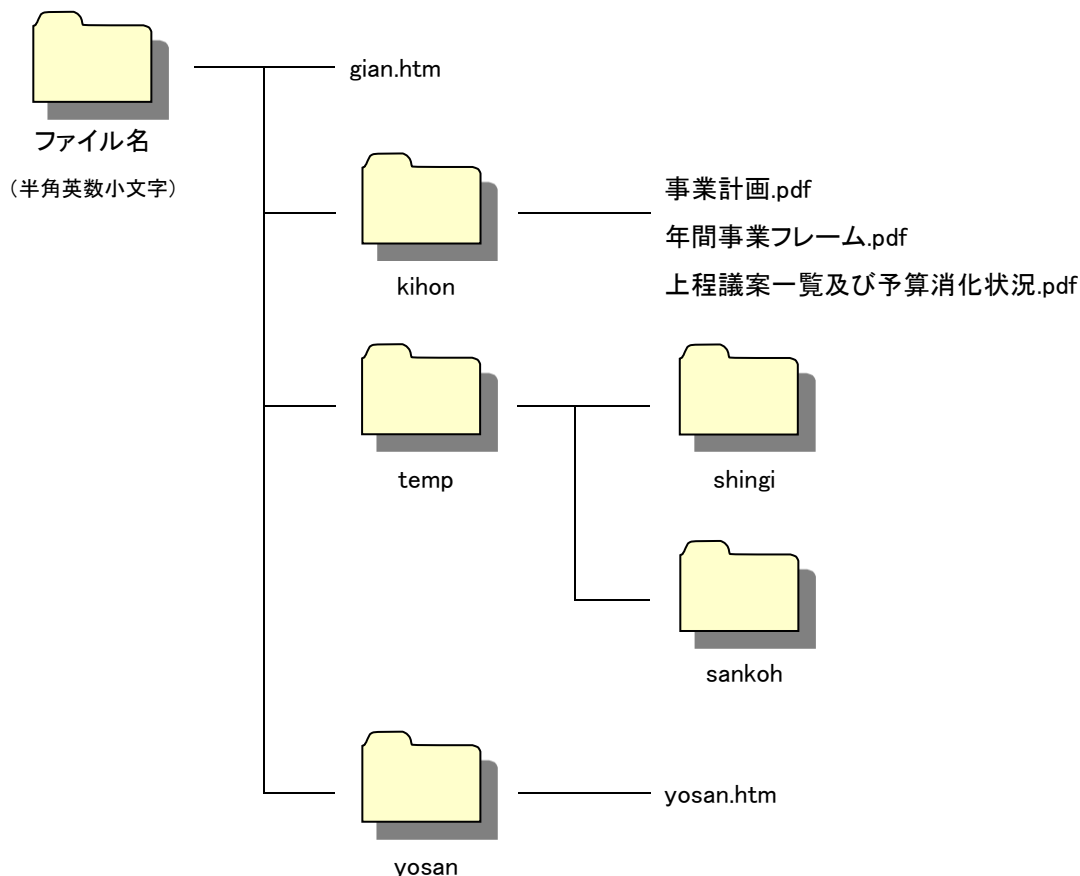 gian.htm
ファイル名
（半角英数小文字）
事業計画.pdf
年間事業フレーム.pdf
上程議案一覧及び予算消化状況.pdf
kihon
temp
shingi
sankoh
yosan.htm
yosan